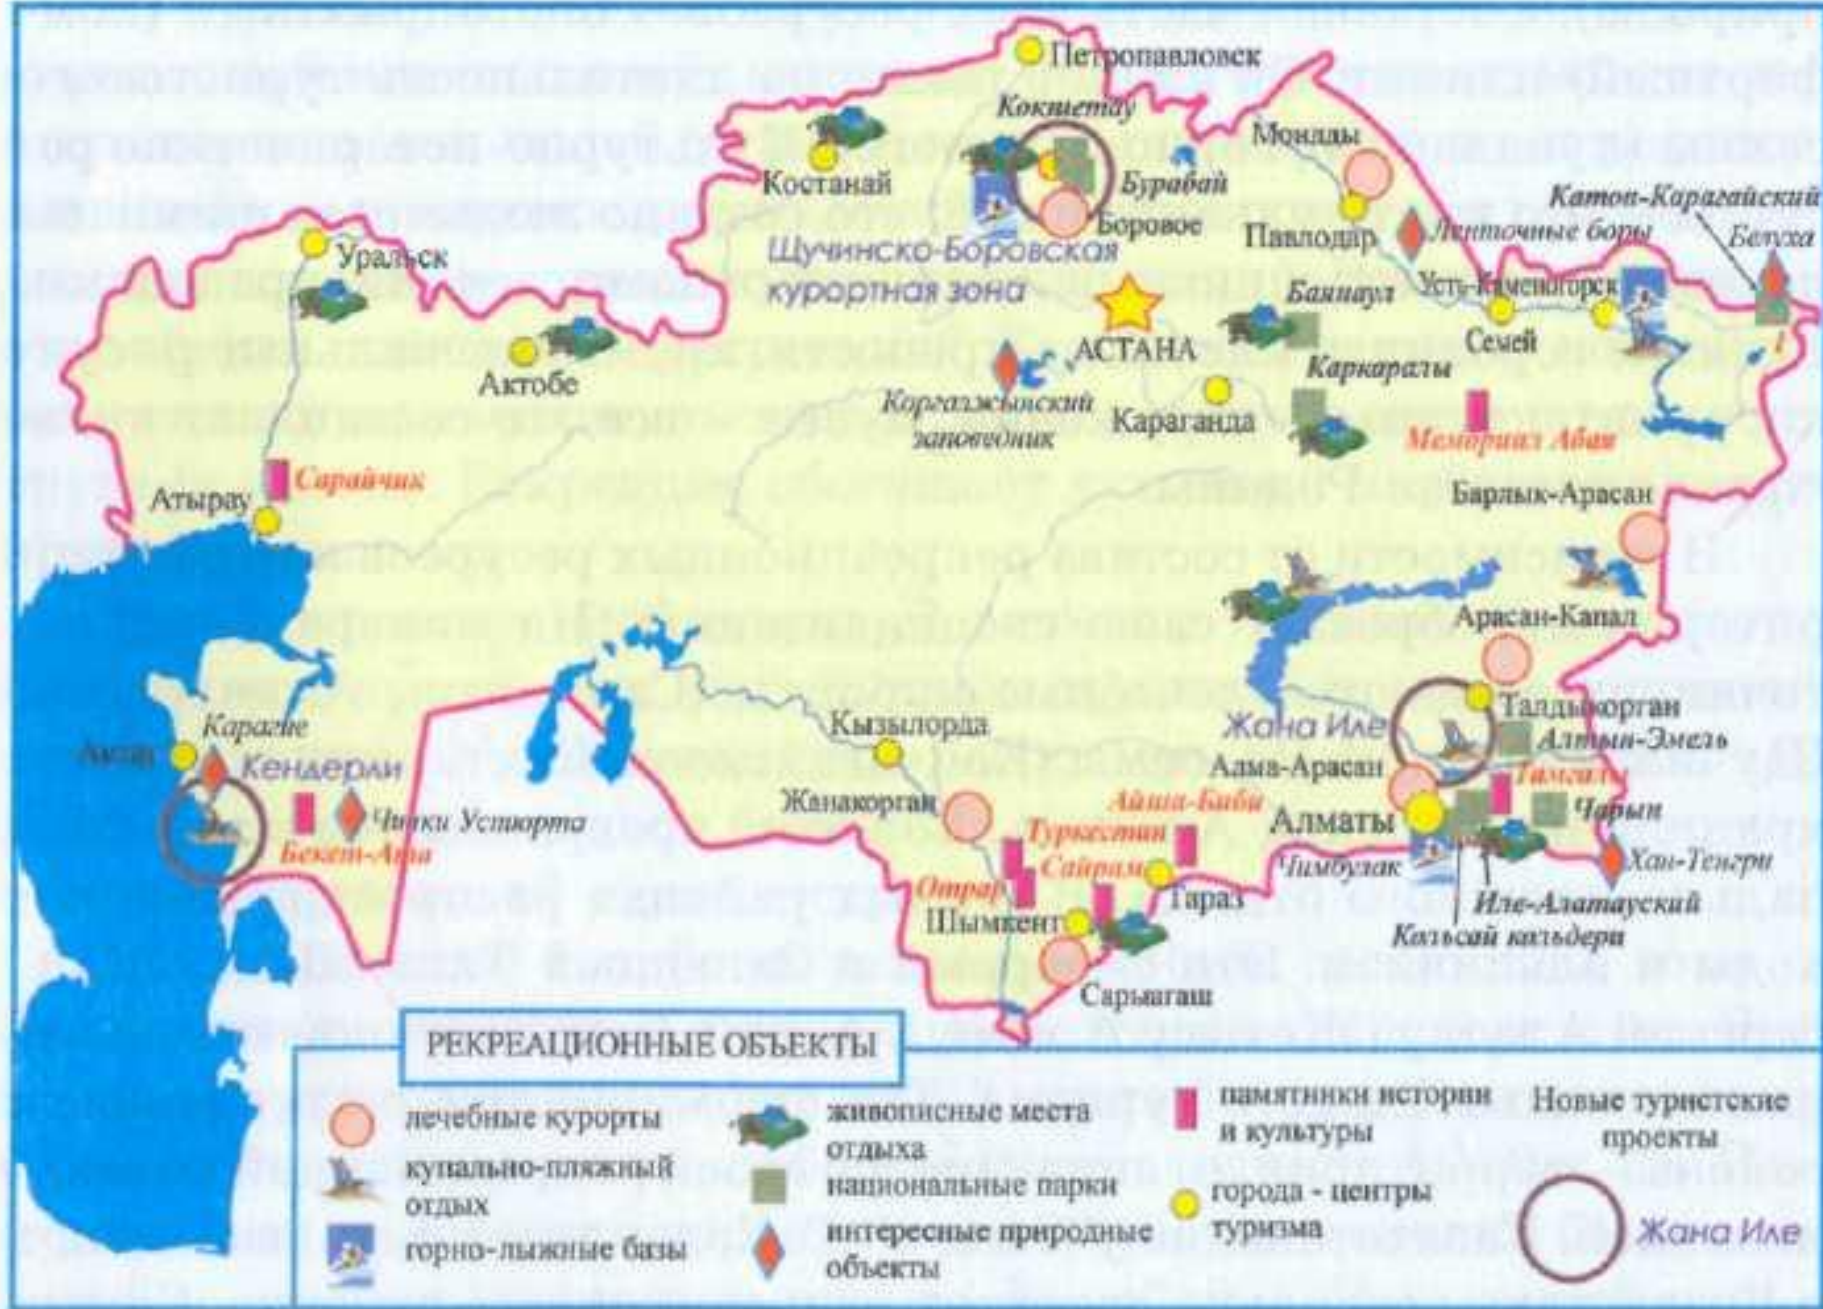 Петропавловск
Кокшетау
Моилды
Костанай
Бурабай
Катон-Карагайский
Боровое
Белуха
Павлодар
Ленточные боры
Уральск
Щучинско-Боровская
курортная зона
Баянаул
Усть-Каменогорск
АСТАНА
Семей
Актобе
Каркаралы
Коргалжынский
заповедник
Караганда
Мемориал Абая
Сарайчик
Атырау
Барлык-Арасан
Арасан-Капал
Карагие
Кызылорда
Жана Иле
Талдыкорган
Актау
Кендерли
Алтын-Эмель
Алма-Арасан
Тамгалы
Жанакорган
Айша-Биби
Чинки Устюрта
Туркестан
Алматы
Чарын
Бекет-Ата
Сайрам
Чимбулак
Хан-Тенгри
Отрар
Тараз
Иле-Алатауский
Шымкент
Кольсай кольдери
Сарыагаш
РЕКРЕАЦИОННЫЕ ОБЪЕКТЫ
лечебные курорты
купально-пляжный
отдых
горно-лыжные базы
живописные места
отдыха
национальные парки
интересные природные
объекты
памятники истории
и культуры
города - центры
туризма
Новые туристские
проекты
Жана Иле